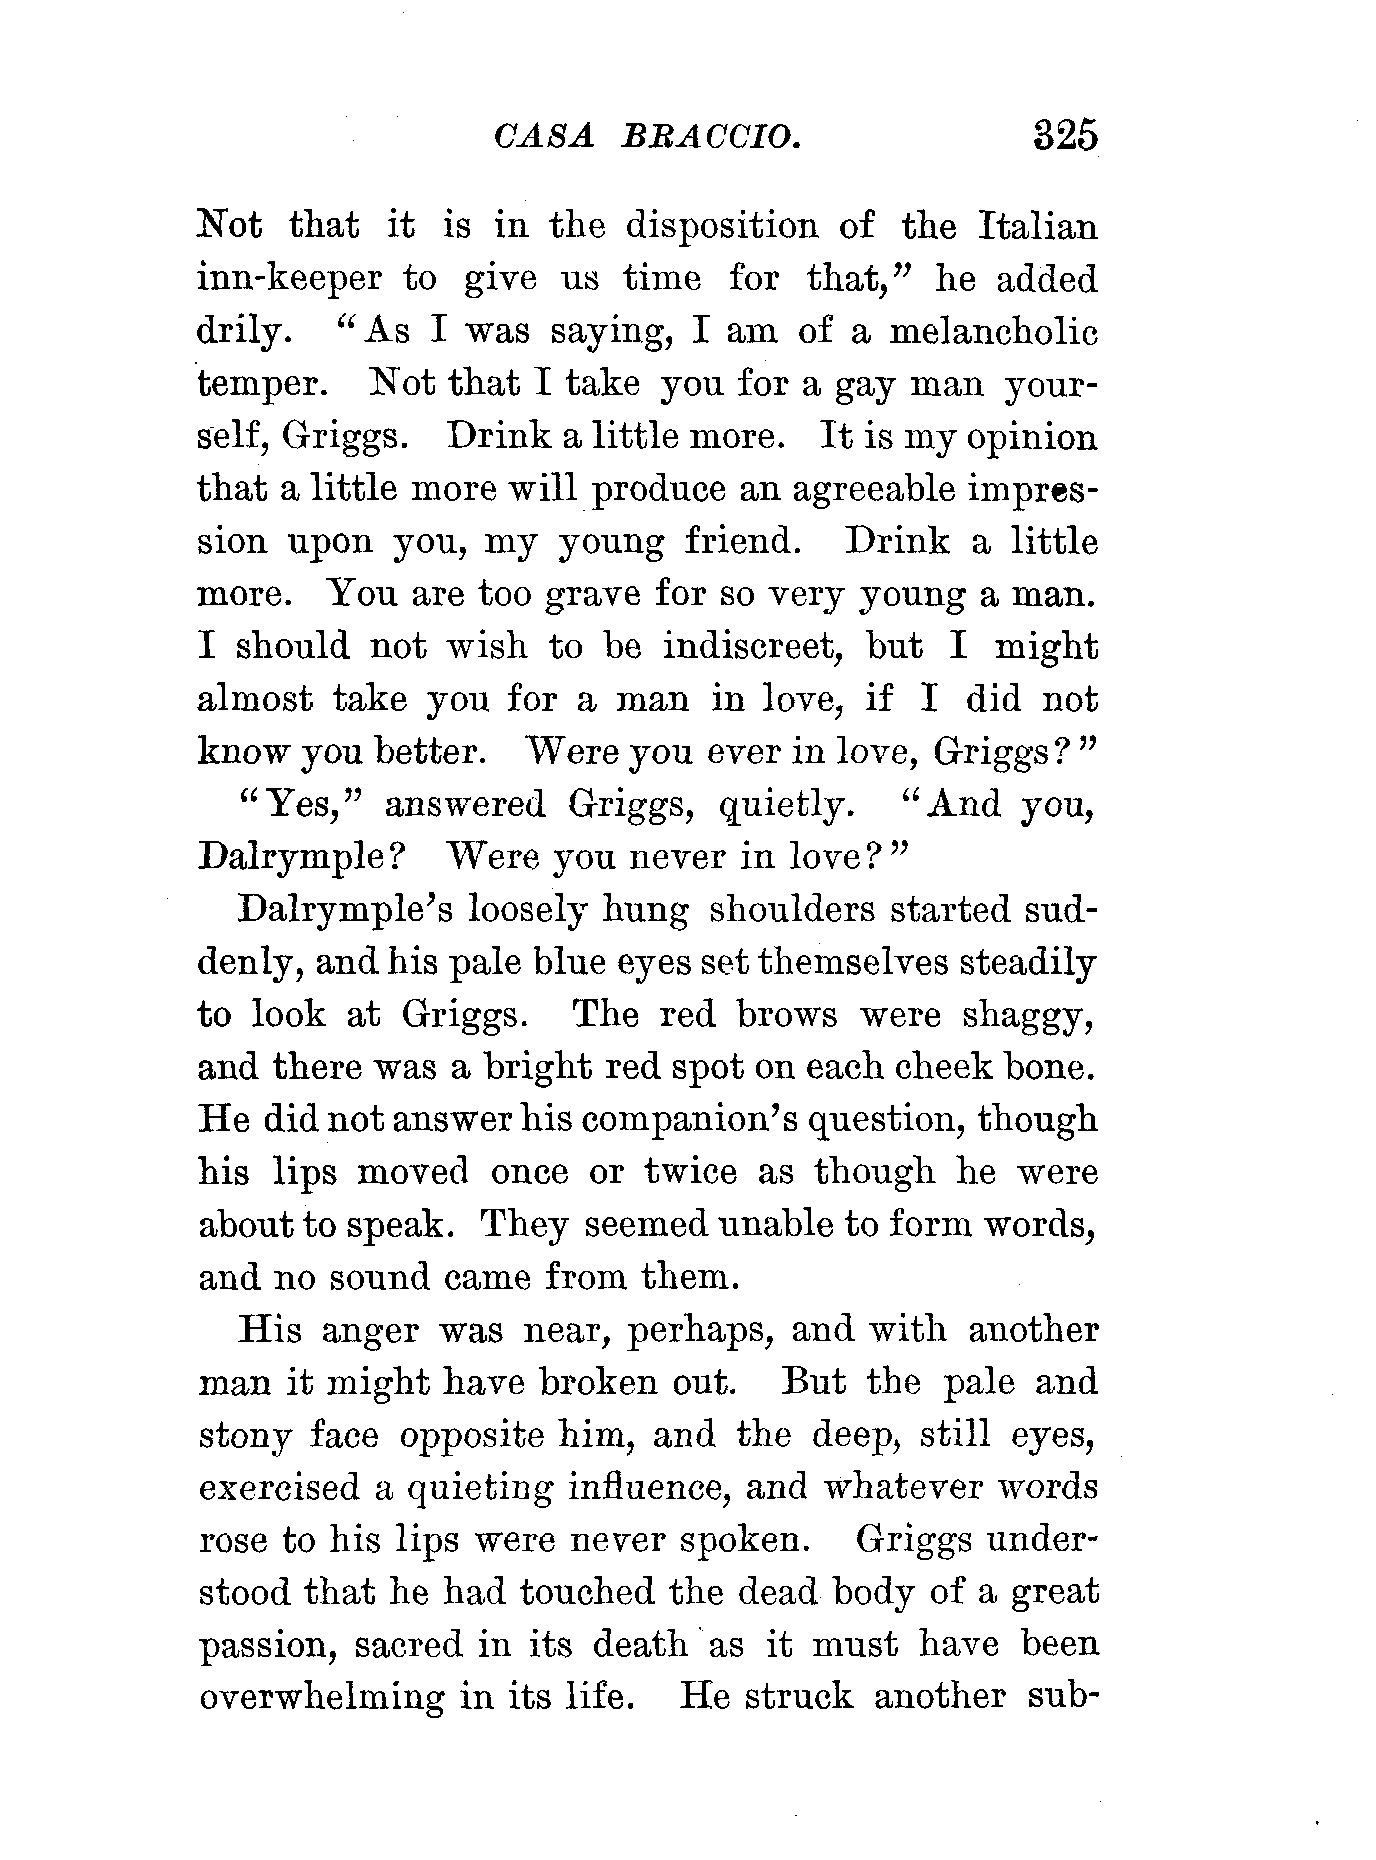 CASA BRACCIO. 325
Not that it is in the disposition of the Italian
inn-keeper to give us time for that,” he added
drily. “As I was saying, I am of a melancholic
temper. Not that I take you for a gay man your-
self, Griggs. Drink a little more. It is my opinion
that a little more will produce an agreeable impres-
sion upon you, my young friend. Drink a little
more. You are too grave for so very young a man.
I should not wish to be indiscreet, but I might
almost take you for a man in love, if I did not
know you better. Were you ever in love, Griggs?”
“Yes,” answered Griggs, quietly. “And you,
Dalrymple? Were you never in love?”
Dalrymple’s loosely hung shoulders started sud-
denly, and his pale blue eyes set themselves steadily
to look at Griggs. The red brows were shaggy,
and there was a bright red spot on each cheek bone.
He did not answer his companion’s question, though
his lips moved once or twice as though he were
about to speak. They seemed unable to form words,
and no sound came from them.
His anger was near, perhaps, and with another
man it might have broken out. But the pale and
stony face opposite him, and the deep, still eyes,
exercised a quieting influence, and whatever words
rose to his lips were never spoken. Griggs under-
stood that he had touched the dead body of a great
passion, sacred in its death as it must have been
overwhelming in its life. He struck another sub-